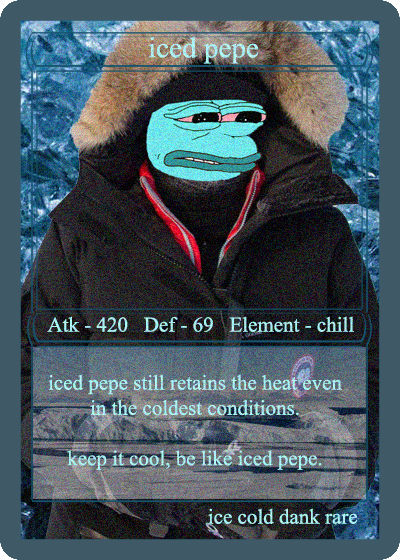 iced pepe
Atk - 420 Def - 69 Element - chill
iced pepe still retains the heat even
in the coldest conditions.
keep it cool, be like iced pepe.
ice cold dank rare